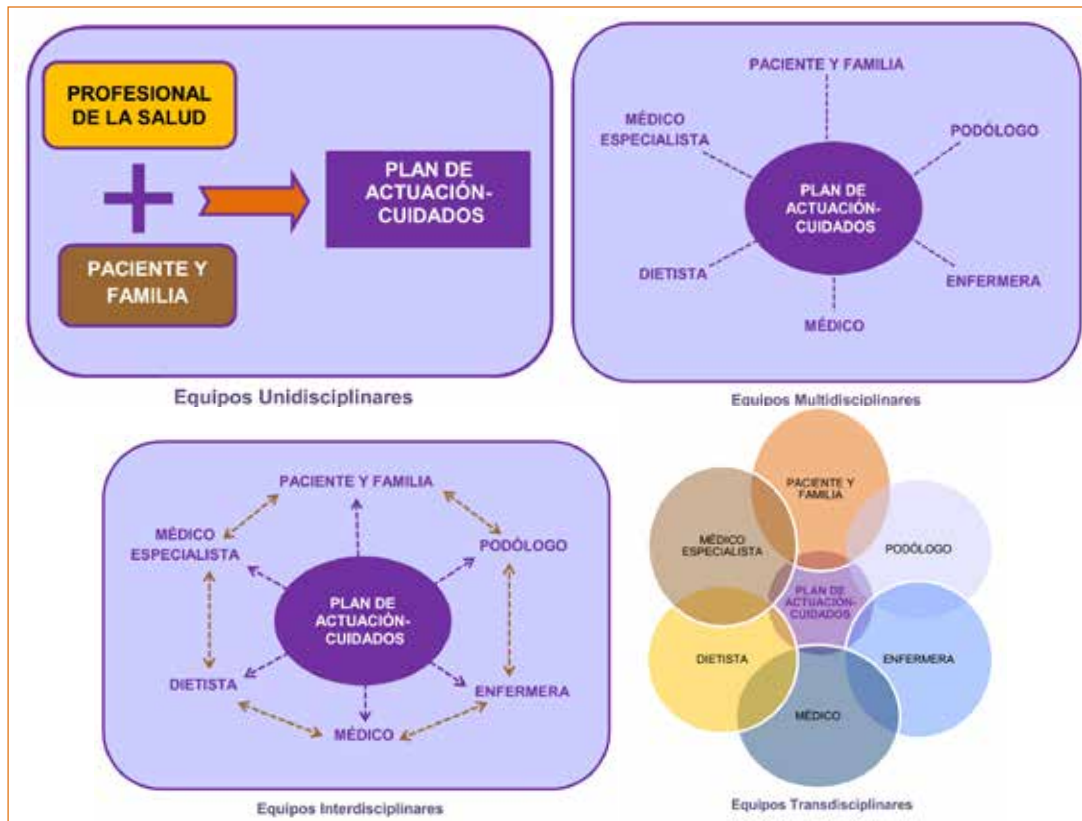 PROFESIONAL
DE LA SALUD
PACIENTE Y
FAMILIA
PLAN DE
ACTUACIÓN-
CUIDADOS
Equipos Unidisciplinares
PACIENTE Y FAMILIA
MÉDICO
ESPECIALISTA
PODÓLOGO
PLAN DE
ACTUACIÓN-
CUIDADOS
DIETISTA
ENFERMERA
MÉDICO
Equipos Multidisciplinares
PACIENTE Y FAMILIA
MÉDICO
ESPECIALISTA
PODÓLOGO
PLAN DE
ACTUACIÓN-
CUIDADOS
DIETISTA
ENFERMERA
MÉDICO
Equipos Interdisciplinares
PACIENTE Y
FAMILIA
MÉDICO
ESPECIALISTA
PODÓLOGO
PLAN DE
ACTUACIÓN-
CUIDADOS
DIETISTA
ENFERMERA
MÉDICO
Equipos Transdisciplinares